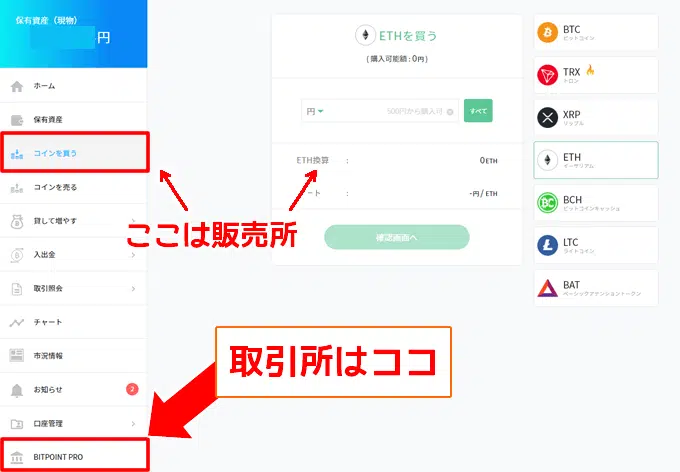 保有資産（現物）
円
ホーム
保有資産
コインを買う
コインを売る
貸して増やす
入出金
取引照会
チャート
市況情報
お知らせ
2
口座管理
BITPOINT PRO
ETHを買う
( 購入可能額 : 0円 )
円
500円から購入可
すべて
ETH換算 :
0 ETH
ート :
-円 / ETH
確認画面へ
ここは販売所
取引所はココ
BTC
ビットコイン
TRX
トロン
XRP
リップル
ETH
イーサリアム
BCH
ビットコインキャッシュ
LTC
ライトコイン
BAT
ベーシックアテンショントークン